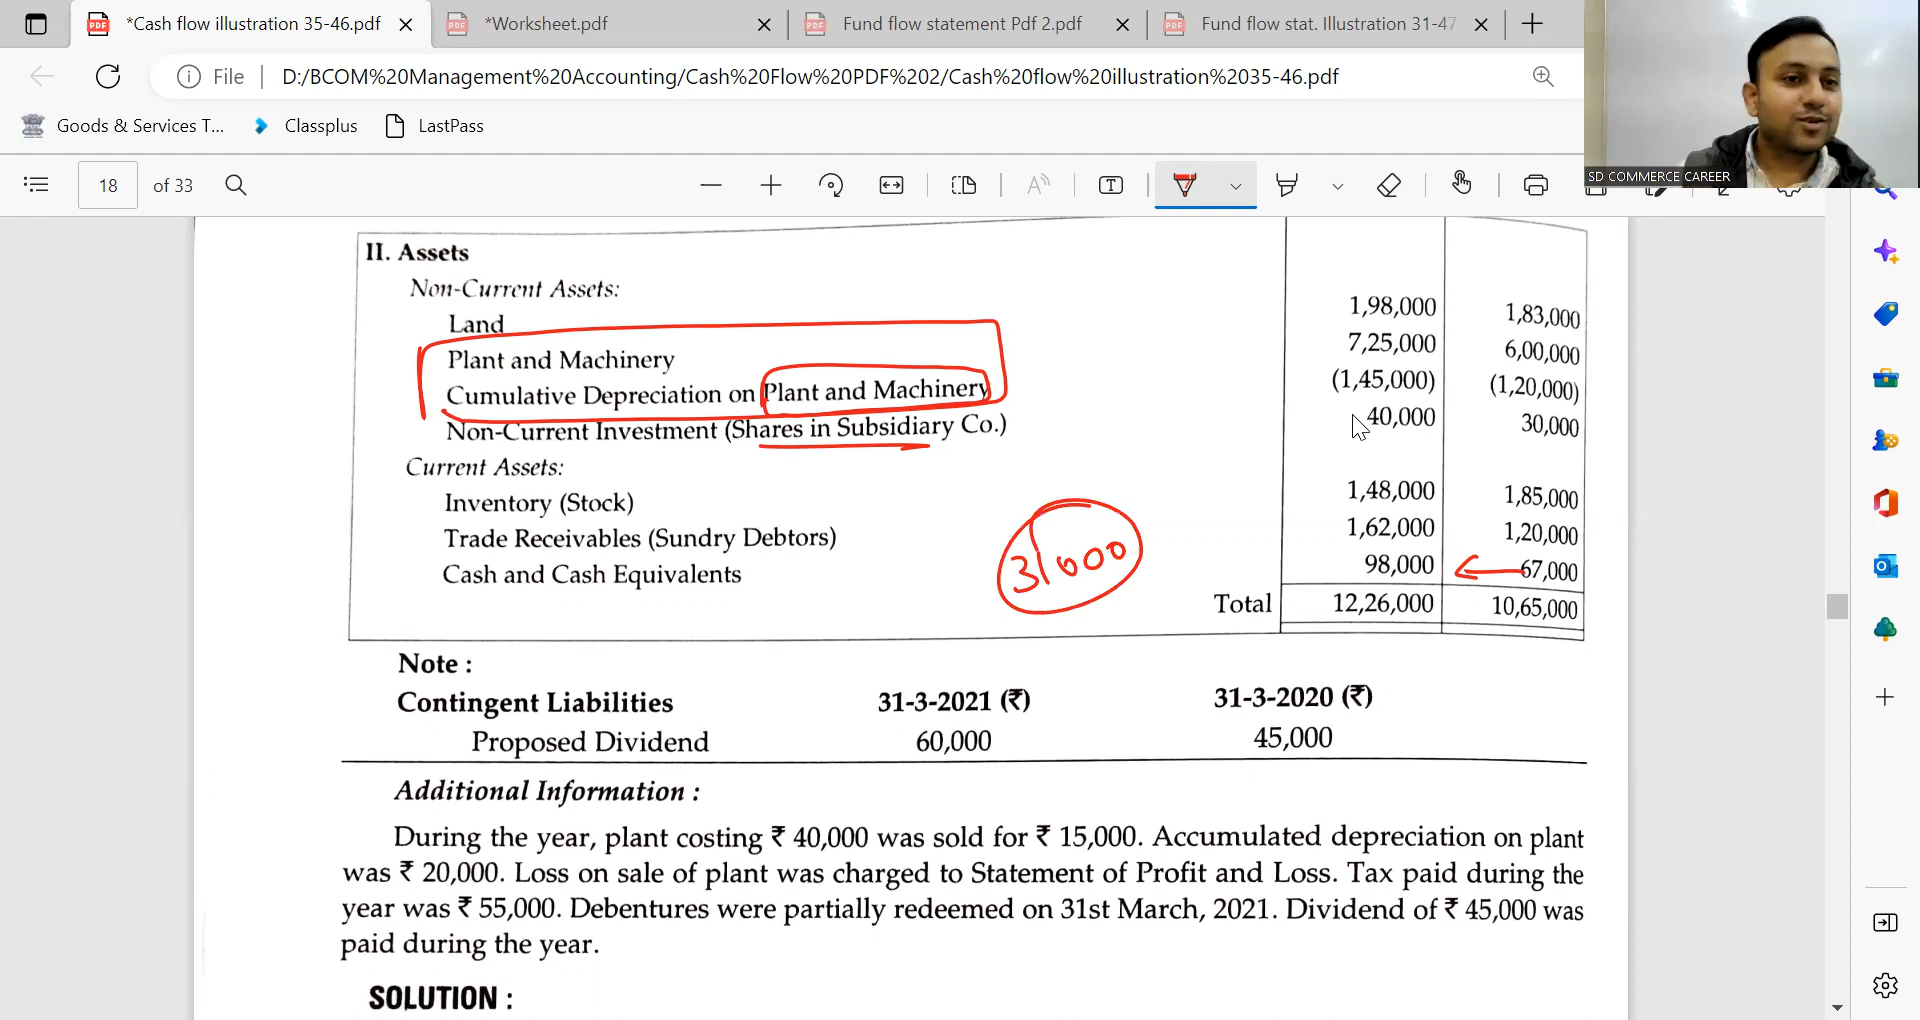 *Cash flow illustration 35-46.pdf
*Worksheet.pdf
Fund flow statement Pdf 2.pdf
Fund flow stat. Illustration 31-47
File
D:/BCOM%20Management%20Accounting/Cash%20Flow%20PDF%202/Cash%20flow%20illustration%2035-46.pdf
Goods & Services T...
Classplus
LastPass
18 of 33
SD COMMERCE CAREER
II. Assets
Non-Current Assets:
Land 1,98,000 1,83,000
Plant and Machinery 7,25,000 6,00,000
Cumulative Depreciation on Plant and Machinery (1,45,000) (1,20,000)
Non-Current Investment (Shares in Subsidiary Co.) 40,000 30,000
Current Assets:
Inventory (Stock) 1,48,000 1,85,000
Trade Receivables (Sundry Debtors) 1,62,000 1,20,000
Cash and Cash Equivalents 98,000 67,000
31000
Total 12,26,000 10,65,000
Note :
Contingent Liabilities 31-3-2021 (₹) 31-3-2020 (₹)
Proposed Dividend 60,000 45,000
Additional Information :
During the year, plant costing ₹ 40,000 was sold for ₹ 15,000. Accumulated depreciation on plant
was ₹ 20,000. Loss on sale of plant was charged to Statement of Profit and Loss. Tax paid during the
year was ₹ 55,000. Debentures were partially redeemed on 31st March, 2021. Dividend of ₹ 45,000 was
paid during the year.
SOLUTION :